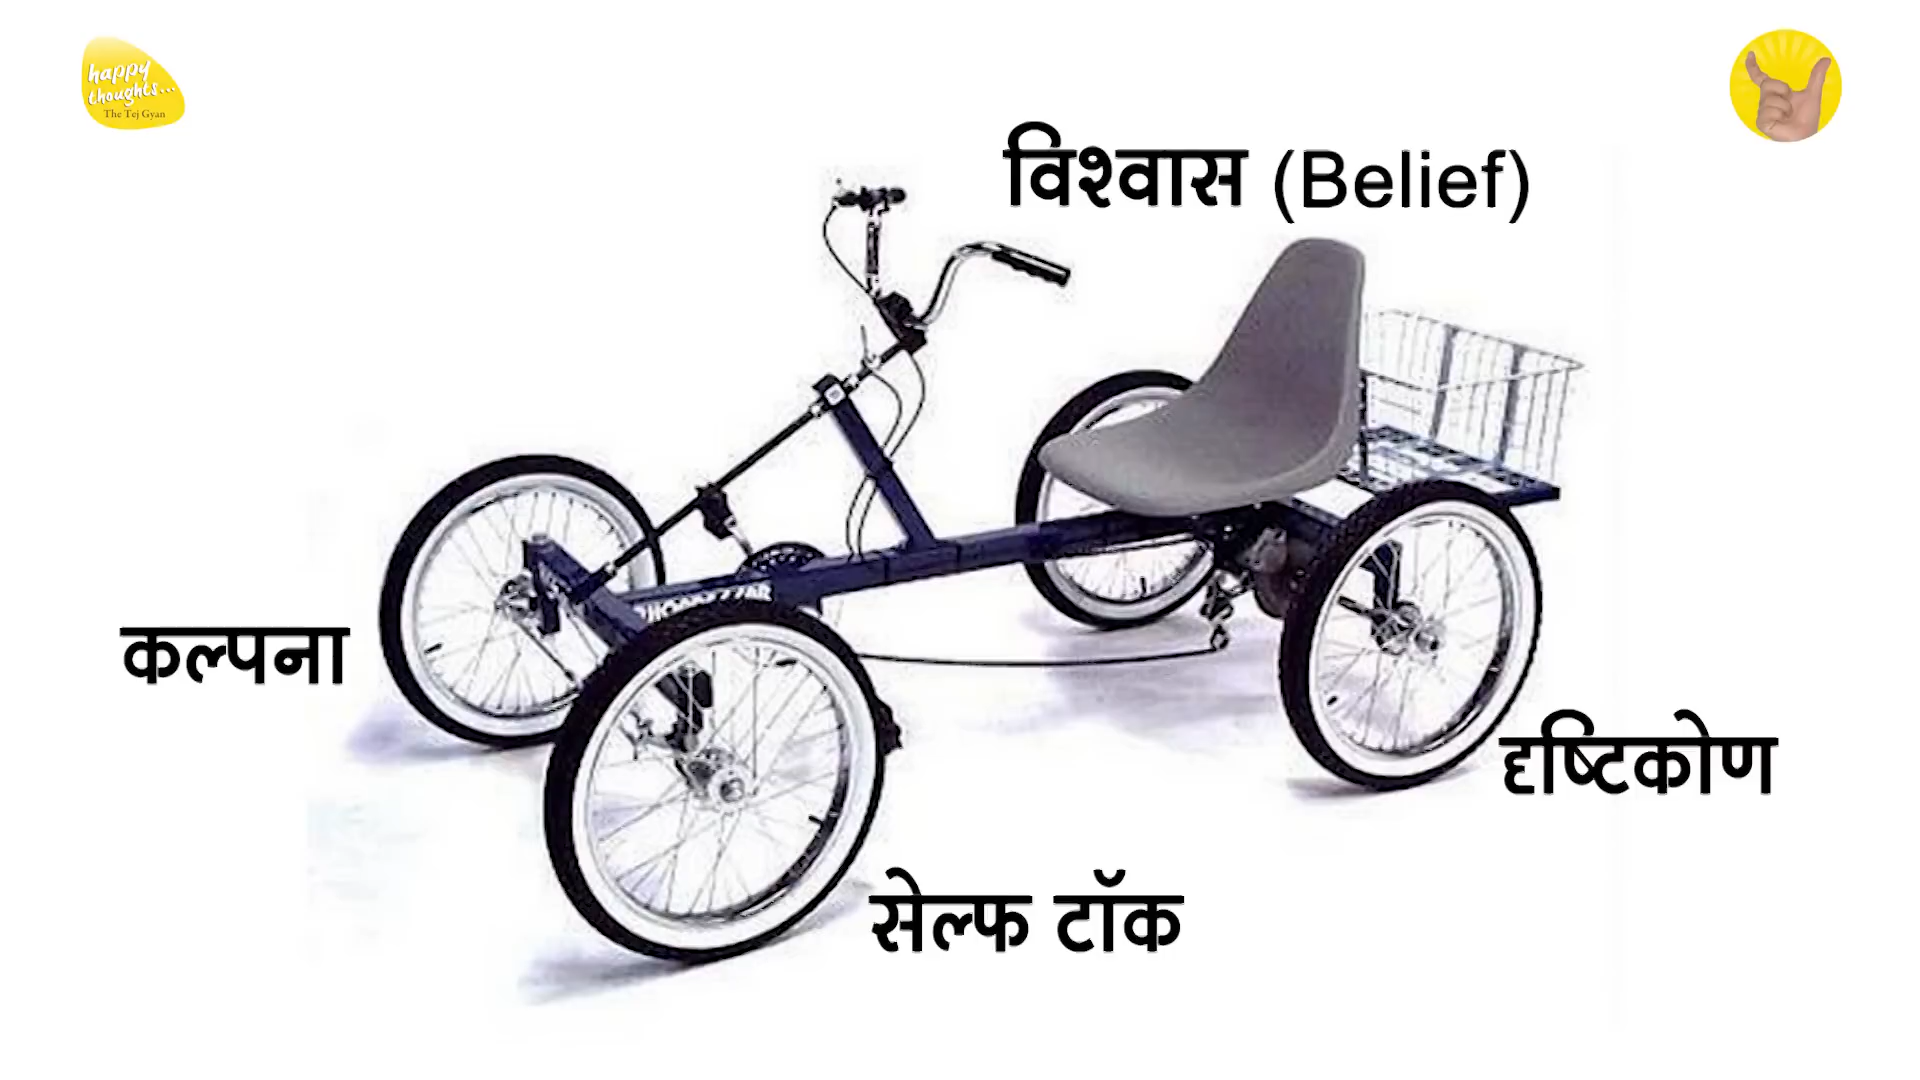 happy
thoughts...
The Tej Gyan
विश्वास (Belief)
कल्पना
दृष्टिकोण
सेल्फ टॉक